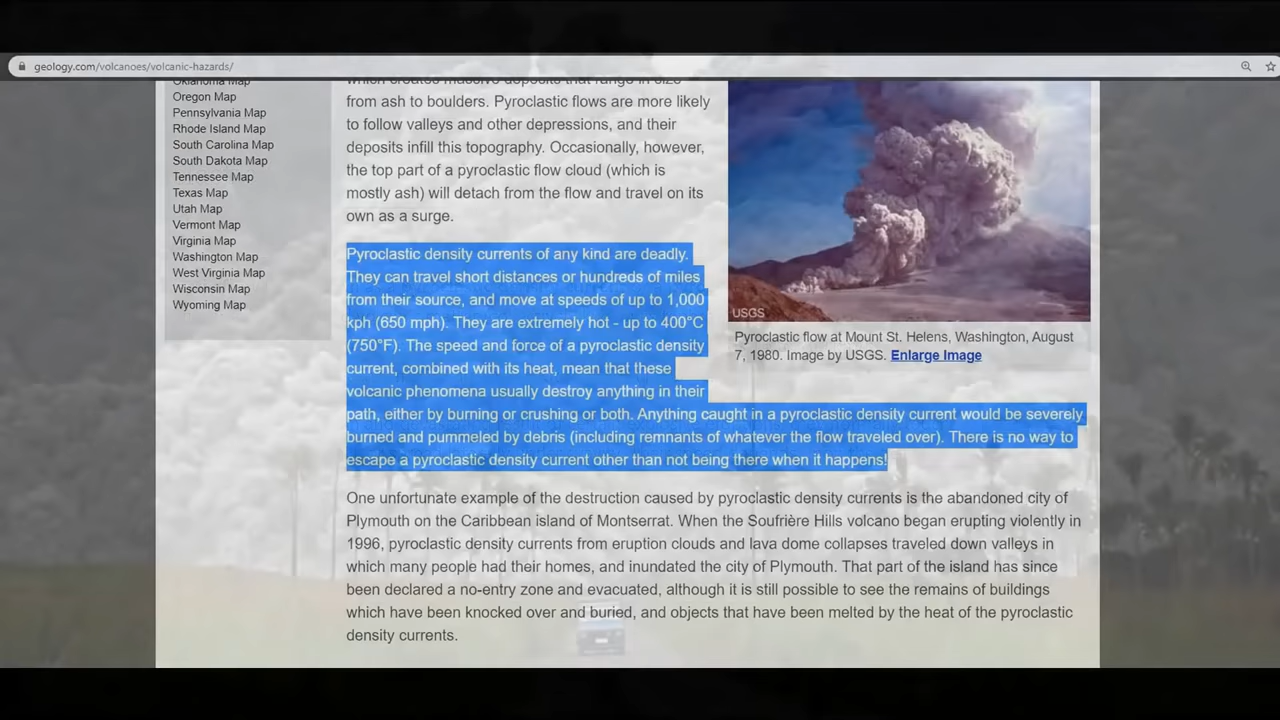 geology.com/volcanoes/volcanic-hazards/
Oklahoma Map
Oregon Map
Pennsylvania Map
Rhode Island Map
South Carolina Map
South Dakota Map
Tennessee Map
Texas Map
Utah Map
Vermont Map
Virginia Map
Washington Map
West Virginia Map
Wisconsin Map
Wyoming Map
which creates massive deposits that range in size
from ash to boulders. Pyroclastic flows are more likely
to follow valleys and other depressions, and their
deposits infill this topography. Occasionally, however,
the top part of a pyroclastic flow cloud (which is
mostly ash) will detach from the flow and travel on its
own as a surge.
Pyroclastic density currents of any kind are deadly.
They can travel short distances or hundreds of miles
from their source, and move at speeds of up to 1,000
kph (650 mph). They are extremely hot - up to 400°C
(750°F). The speed and force of a pyroclastic density
current, combined with its heat, mean that these
volcanic phenomena usually destroy anything in their
path, either by burning or crushing or both. Anything caught in a pyroclastic density current would be severely
burned and pummeled by debris (including remnants of whatever the flow traveled over). There is no way to
escape a pyroclastic density current other than not being there when it happens!
USGS
Pyroclastic flow at Mount St. Helens, Washington, August
7, 1980. Image by USGS. Enlarge Image
One unfortunate example of the destruction caused by pyroclastic density currents is the abandoned city of
Plymouth on the Caribbean island of Montserrat. When the Soufrière Hills volcano began erupting violently in
1996, pyroclastic density currents from eruption clouds and lava dome collapses traveled down valleys in
which many people had their homes, and inundated the city of Plymouth. That part of the island has since
been declared a no-entry zone and evacuated, although it is still possible to see the remains of buildings
which have been knocked over and buried, and objects that have been melted by the heat of the pyroclastic
density currents.